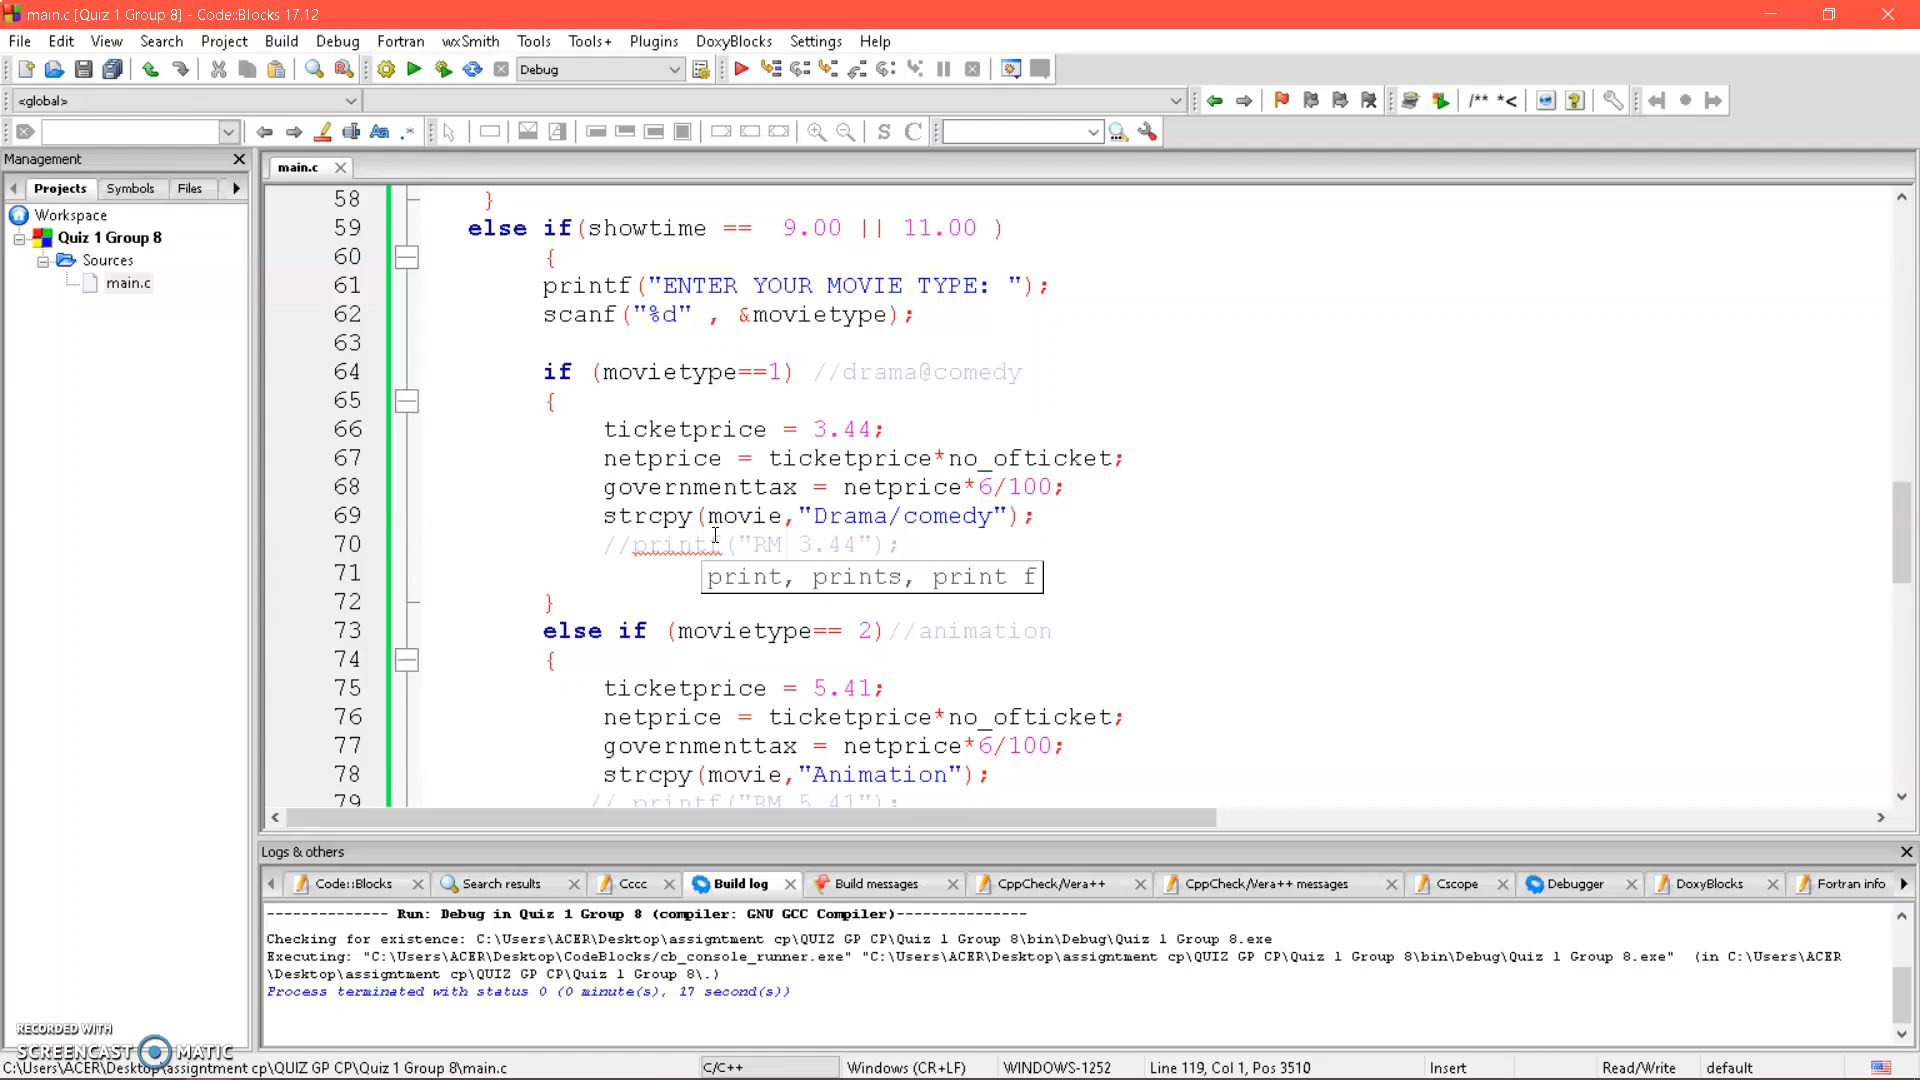 main.c [Quiz 1 Group 8] - Code::Blocks 17.12
File Edit View Search Project Build Debug Fortran wxSmith Tools Tools+ Plugins DoxyBlocks Settings Help
Debug
<global>
/** *<
Management
main.c
Projects Symbols Files
Workspace
Quiz 1 Group 8
Sources
main.c
58 }
59 else if(showtime == 9.00 || 11.00 )
60 {
61 printf("ENTER YOUR MOVIE TYPE: ");
62 scanf("%d" , &movietype);
63
64 if (movietype==1) //drama@comedy
65 {
66 ticketprice = 3.44;
67 netprice = ticketprice*no_ofticket;
68 governmenttax = netprice*6/100;
69 strcpy(movie,"Drama/comedy");
70 //printf("RM 3.44");
71
print, prints, print f
72 }
73 else if (movietype== 2)//animation
74 {
75 ticketprice = 5.41;
76 netprice = ticketprice*no_ofticket;
77 governmenttax = netprice*6/100;
78 strcpy(movie,"Animation");
79 // printf("RM 5.41");
Logs & others
Code::Blocks Search results Cccc Build log Build messages CppCheck/Vera++ CppCheck/Vera++ messages Cscope Debugger DoxyBlocks Fortran info
-------------- Run: Debug in Quiz 1 Group 8 (compiler: GNU GCC Compiler)---------------
Checking for existence: C:\Users\ACER\Desktop\assigntment cp\QUIZ GP CP\Quiz 1 Group 8\bin\Debug\Quiz 1 Group 8.exe
Executing: "C:\Users\ACER\Desktop\CodeBlocks/cb_console_runner.exe" "C:\Users\ACER\Desktop\assigntment cp\QUIZ GP CP\Quiz 1 Group 8\bin\Debug\Quiz 1 Group 8.exe" (in C:\Users\ACER
\Desktop\assigntment cp\QUIZ GP CP\Quiz 1 Group 8\.)
Process terminated with status 0 (0 minute(s), 17 second(s))
RECORDED WITH
SCREENCAST MATIC
C:\Users\ACER\Desktop\assigntment cp\QUIZ GP CP\Quiz 1 Group 8\main.c C/C++ Windows (CR+LF) WINDOWS-1252 Line 119, Col 1, Pos 3510 Insert Read/Write default